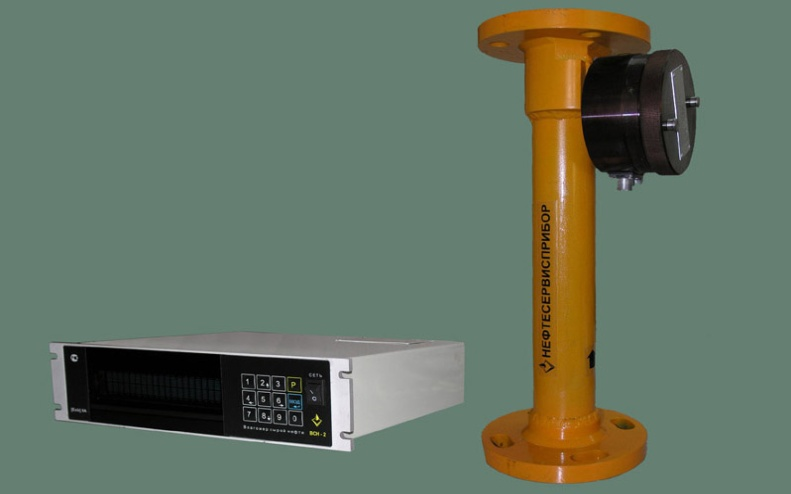 НЕФТЕСЕРВИСПРИБОР
СЕТЬ
1 2 3 Р
4 5 6
7 8 9 0
ВСН - 2
Влагомер сырой нефти